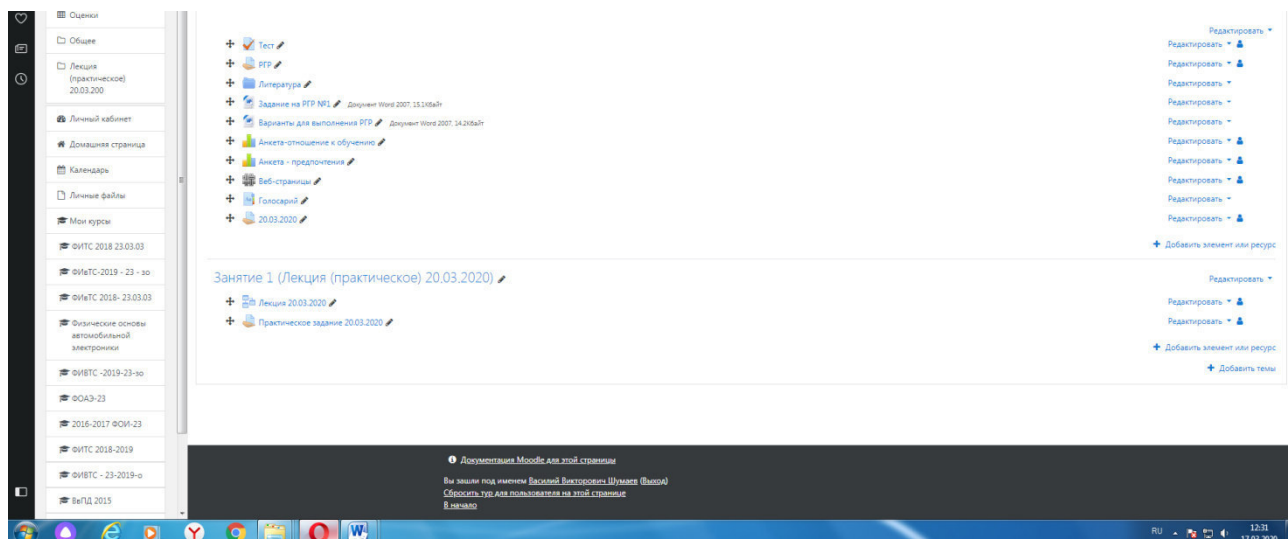 Оценки
Общее
Лекция
(практическое)
20.03.200
Личный кабинет
Домашняя страница
Календарь
Личные файлы
Мои курсы
ФИТС 2018 23.03.03
ФИвТС-2019 - 23 - зо
ФИвТС 2018- 23.03.03
Физические основы
автомобильной
электроники
ФИВТС -2019-23-зо
ФОАЭ-23
2016-2017 ФОИ-23
ФИТС 2018-2019
ФИВТС - 23-2019-о
ВвПД 2015
Редактировать
Тест Редактировать
РГР Редактировать
Литература Редактировать
Задание на РГР №1 Документ Word 2007, 15.1Кбайт Редактировать
Варианты для выполнения РГР Документ Word 2007, 14.2Кбайт Редактировать
Анкета-отношение к обучению Редактировать
Анкета - предпочтения Редактировать
Веб-страницы Редактировать
Голосарий Редактировать
20.03.2020 Редактировать
Добавить элемент или ресурс
Занятие 1 (Лекция (практическое) 20.03.2020) Редактировать
Лекция 20.03.2020 Редактировать
Практическое задание 20.03.2020 Редактировать
Добавить элемент или ресурс
Добавить темы
Документация Moodle для этой страницы
Вы зашли под именем Василий Викторович Шумаев (Выход)
Сбросить тур для пользователя на этой странице
В начало
RU 12:31
17.03.2020